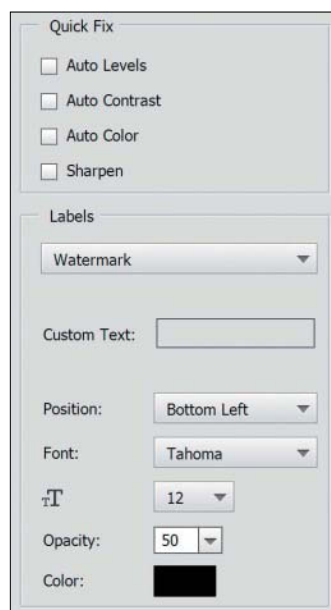 Quick Fix
Auto Levels
Auto Contrast
Auto Color
Sharpen
Labels
Watermark
Custom Text:
Position: Bottom Left
Font: Tahoma
TT 12
Opacity: 50
Color: